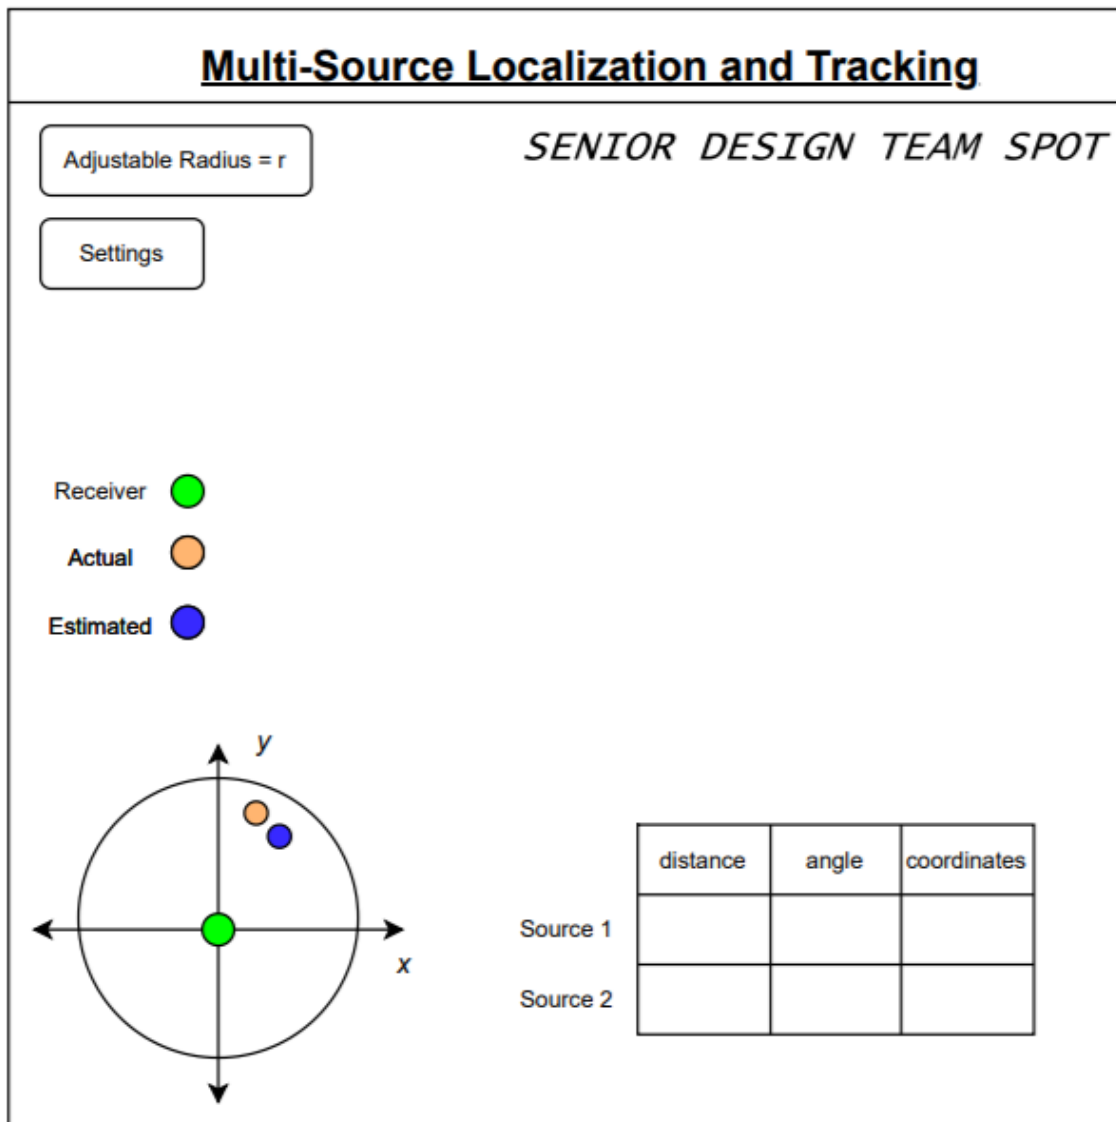 Multi-Source Localization and Tracking
Adjustable Radius = r
SENIOR DESIGN TEAM SPOT
Settings
Receiver
Actual
Estimated
y
x
distance angle coordinates
Source 1
Source 2